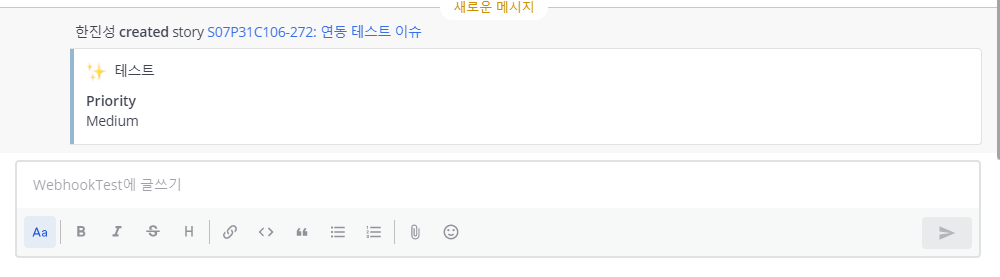 새로운 메시지
한진성 created story S07P31C106-272: 연동 테스트 이슈
✨ 테스트
Priority
Medium
WebhookTest에 글쓰기
Aa B I S H